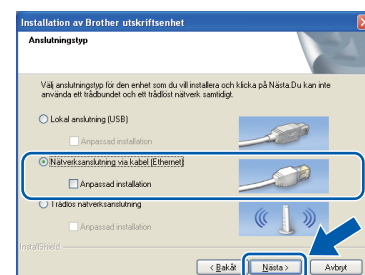 Installation av Brother utskriftsenhet
Anslutningstyp
Välj anslutningstyp för den enhet som du vill installera och klicka på Nästa.Du kan inte
använda ett trådbundet och ett trådlöst nätverk samtidigt.
Lokal anslutning (USB)
Anpassad installation
Nätverksanslutning via kabel (Ethernet)
Anpassad installation
Trådlös nätverksanslutning
Anpassad installation
InstallShield
< Bakåt
Nästa >
Avbryt